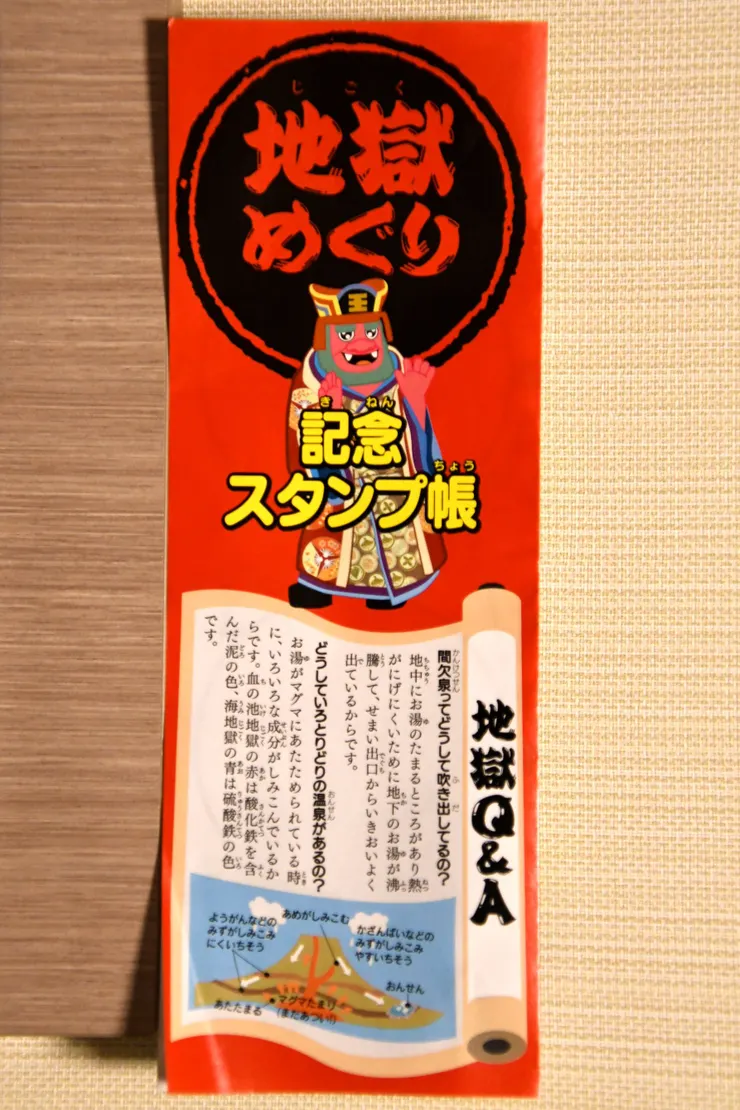 じごく
地獄
めぐり
王
きねん
記念
ちょう
スタンプ帳
地獄Q&A
間欠泉ってどうして吹き出してるの?
地中にお湯のたまるところがあり熱
がにげにくいために地下のお湯が沸
騰して、せまい出口からいきおいよく
出ているからです。
どうしていろとりどりの温泉があるの?
お湯がマグマにあたためられている時
に、いろいろな成分がしみこんでいるか
らです。血の池地獄の赤は酸化鉄を含
んだ泥の色、海地獄の青は硫酸鉄の色
です。
ようがんなどの
みずがしみこみ
にくいちそう
あめがしみこむ
かざんばいなどの
みずがしみこみ
やすいちそう
おんせん
あたたまる
マグマたまり
(まだあつい!!)